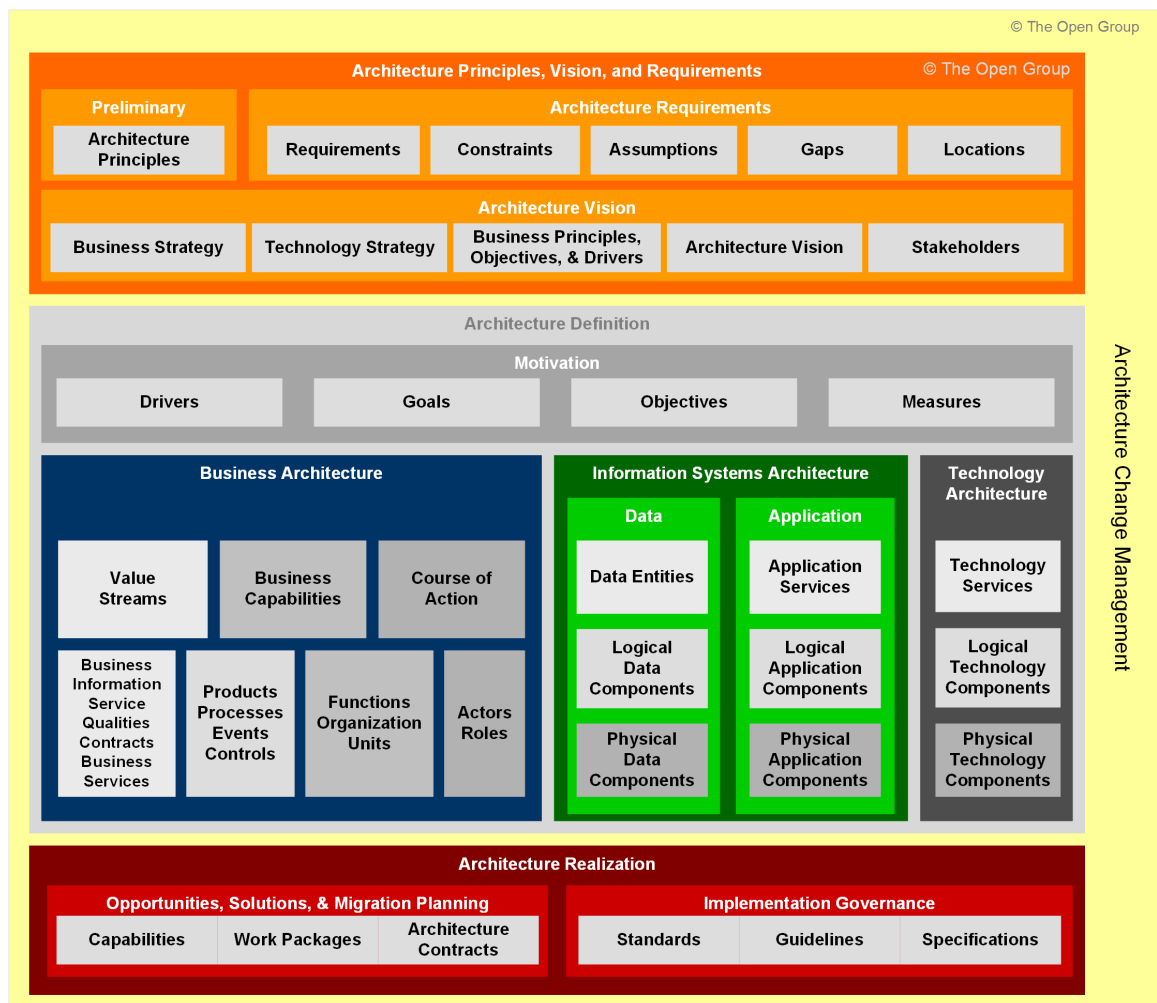 © The Open Group
Architecture Principles, Vision, and Requirements
© The Open Group
Preliminary
Architecture
Principles
Architecture Requirements
Requirements
Constraints
Assumptions
Gaps
Locations
Architecture Vision
Business Strategy
Technology Strategy
Business Principles,
Objectives, & Drivers
Architecture Vision
Stakeholders
Architecture Definition
Motivation
Drivers
Goals
Objectives
Measures
Business Architecture
Value
Streams
Business
Capabilities
Course of
Action
Business
Information
Service
Qualities
Contracts
Business
Services
Products
Processes
Events
Controls
Functions
Organization
Units
Actors
Roles
Information Systems Architecture
Data
Data Entities
Logical
Data
Components
Physical
Data
Components
Application
Application
Services
Logical
Application
Components
Physical
Application
Components
Technology
Architecture
Technology
Services
Logical
Technology
Components
Physical
Technology
Components
Architecture Realization
Opportunities, Solutions, & Migration Planning
Capabilities
Work Packages
Architecture
Contracts
Implementation Governance
Standards
Guidelines
Specifications
Architecture Change Management